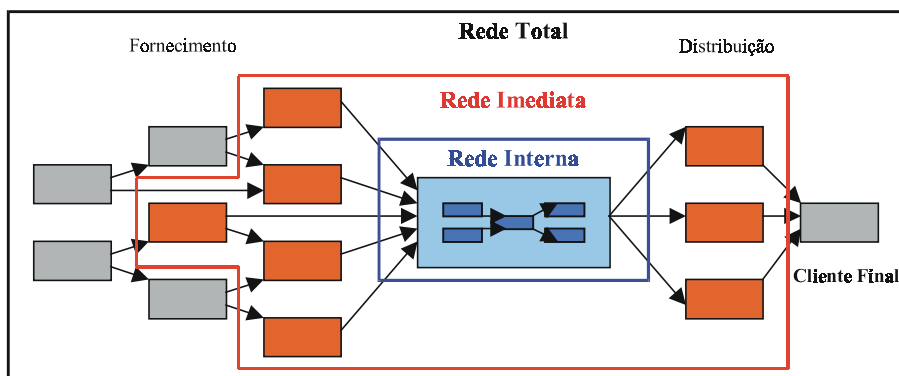 Rede Total
Fornecimento
Distribuição
Rede Imediata
Rede Interna
Cliente Final